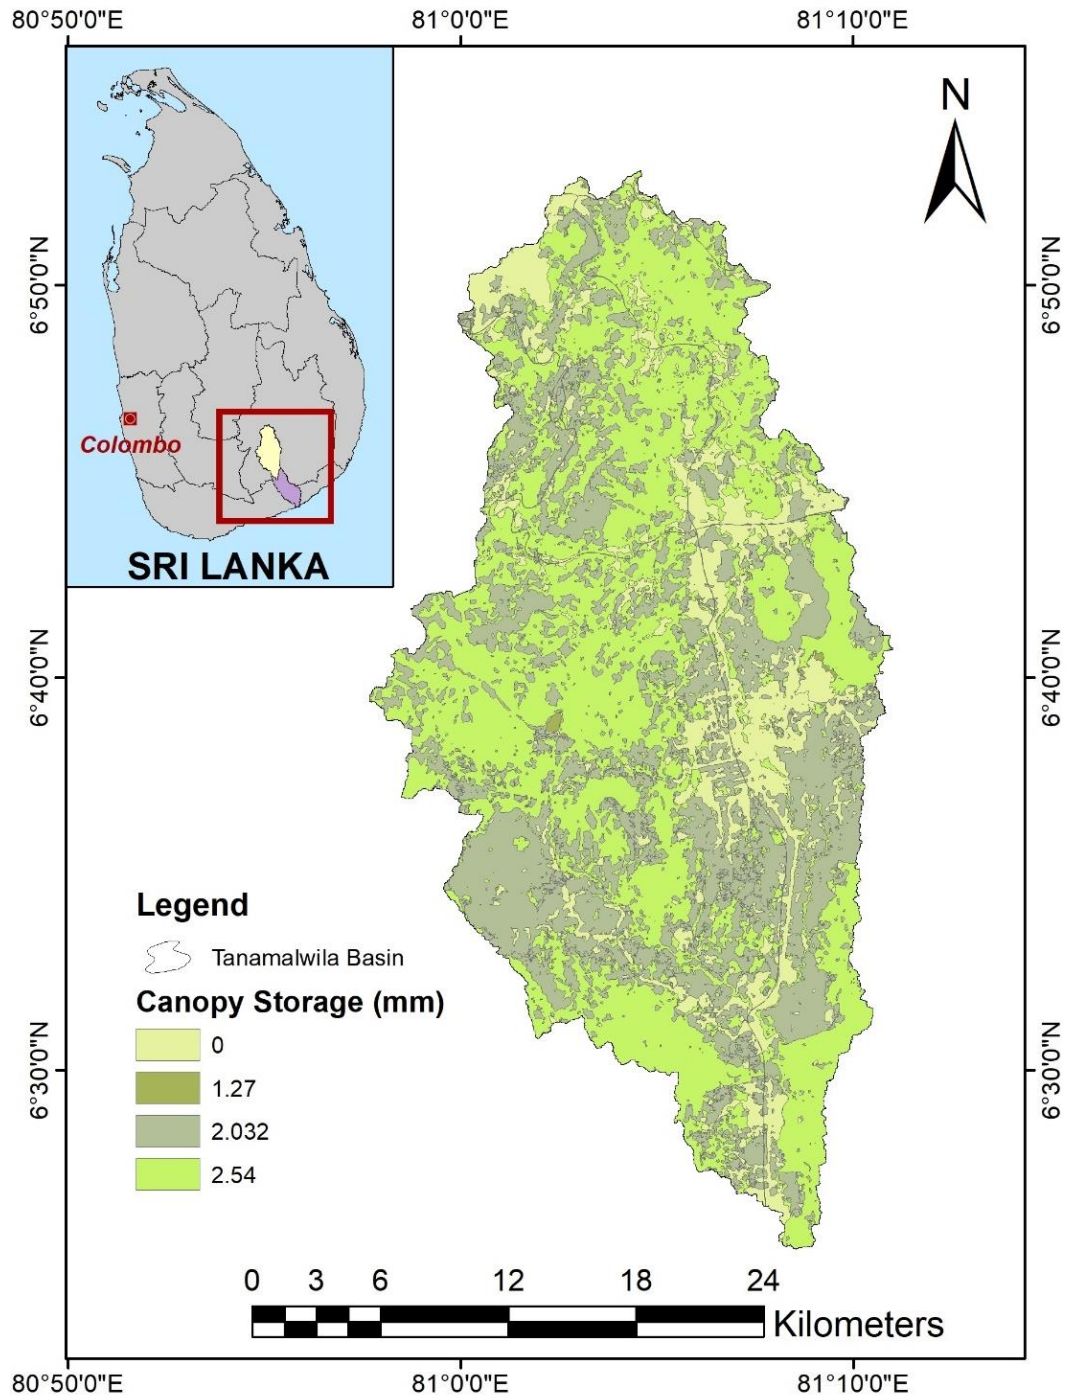 80°50'0"E 81°0'0"E 81°10'0"E
N
6°50'0"N 6°50'0"N
Colombo
SRI LANKA
6°40'0"N 6°40'0"N
Legend
Tanamalwila Basin
Canopy Storage (mm)
0
1.27
2.032
2.54
6°30'0"N 6°30'0"N
0 3 6 12 18 24
Kilometers
80°50'0"E 81°0'0"E 81°10'0"E